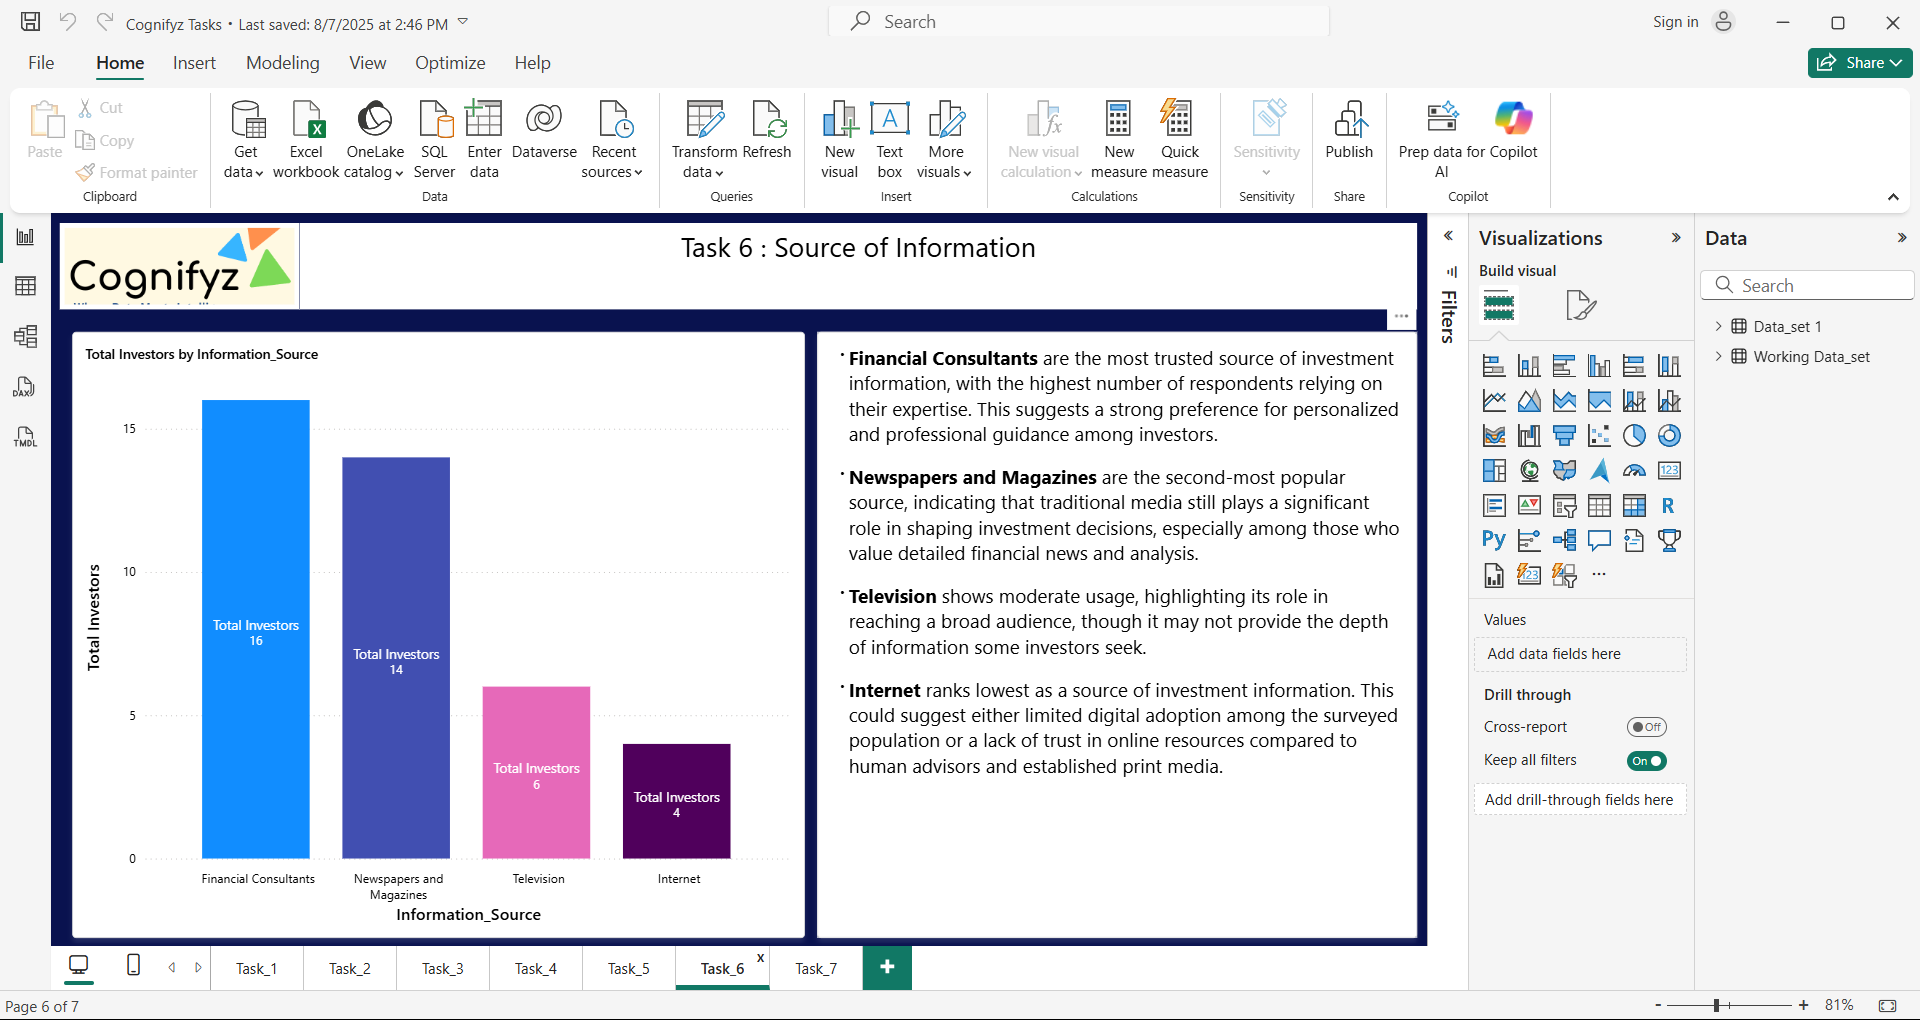 Cognifyz Tasks • Last saved: 8/7/2025 at 2:46 PM
Search
Sign in
File Home Insert Modeling View Optimize Help
Share
Paste
Cut
Copy
Format painter
Clipboard
Get data
Excel workbook
OneLake catalog
SQL Server
Enter data
Dataverse
Recent sources
Data
Transform data
Refresh
Queries
New visual
Text box
More visuals
Insert
New visual calculation
New measure
Quick measure
Calculations
Sensitivity
Sensitivity
Publish
Share
Prep data for AI
Copilot
Copilot
DAX
TMDL
Cognifyz
Task 6 : Source of Information
Total Investors by Information_Source
Total Investors
15
10
5
0
Total Investors
16
Total Investors
14
Total Investors
6
Total Investors
4
Financial Consultants
Newspapers and
Magazines
Television
Internet
Information_Source
• Financial Consultants are the most trusted source of investment
information, with the highest number of respondents relying on
their expertise. This suggests a strong preference for personalized
and professional guidance among investors.
• Newspapers and Magazines are the second-most popular
source, indicating that traditional media still plays a significant
role in shaping investment decisions, especially among those who
value detailed financial news and analysis.
• Television shows moderate usage, highlighting its role in
reaching a broad audience, though it may not provide the depth
of information some investors seek.
• Internet ranks lowest as a source of investment information. This
could suggest either limited digital adoption among the surveyed
population or a lack of trust in online resources compared to
human advisors and established print media.
Filters
Visualizations
Build visual
123
R
Py
123
Values
Add data fields here
Drill through
Cross-report
Off
Keep all filters
On
Add drill-through fields here
Data
Search
Data_set 1
Working Data_set
Task_1 Task_2 Task_3 Task_4 Task_5 Task_6 x Task_7 +
Page 6 of 7
- + 81%